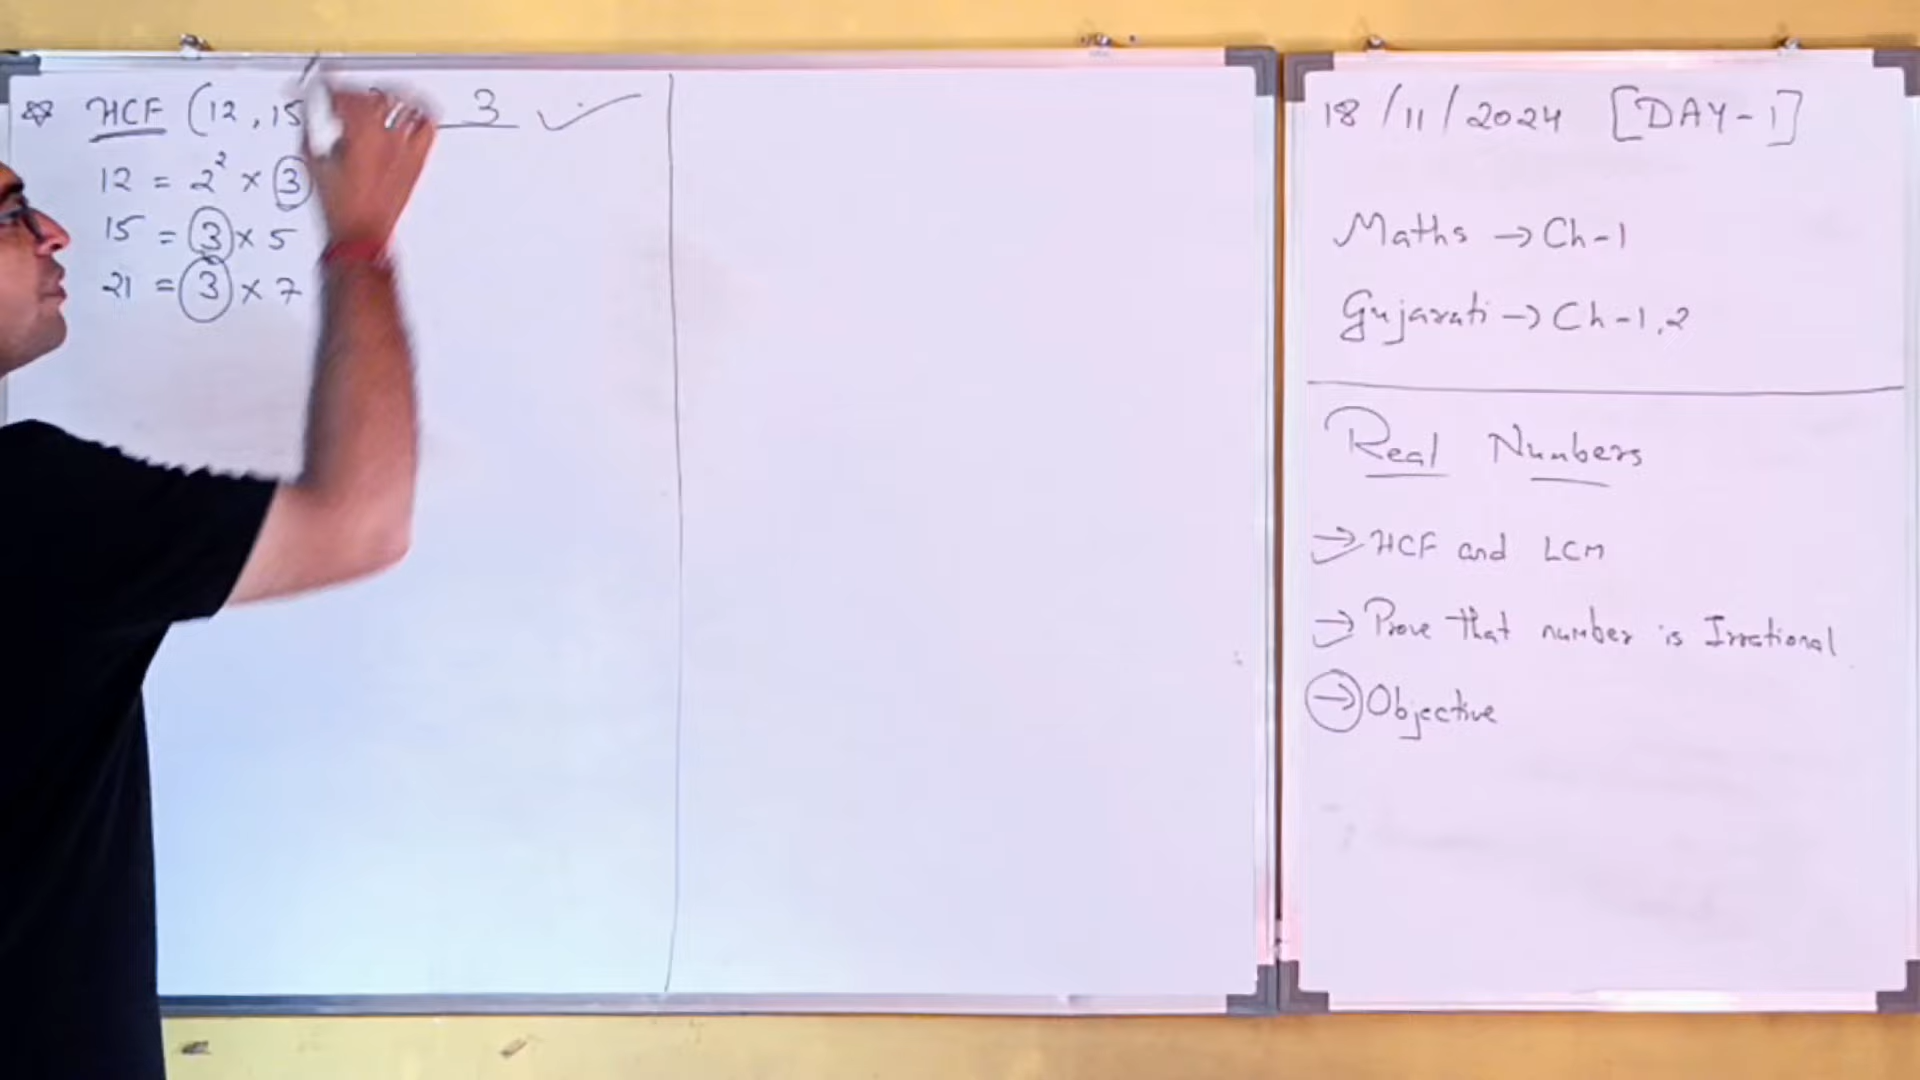 ☆ HCF (12, 15 3 ✓
12 = 2² × 3
15 = 3 × 5
21 = 3 × 7
18/11/2024 [DAY-1]
Maths → Ch-1
Gujarati → Ch-1,2
Real Numbers
→ HCF and LCM
→ Prove that number is Irrational
→ Objective